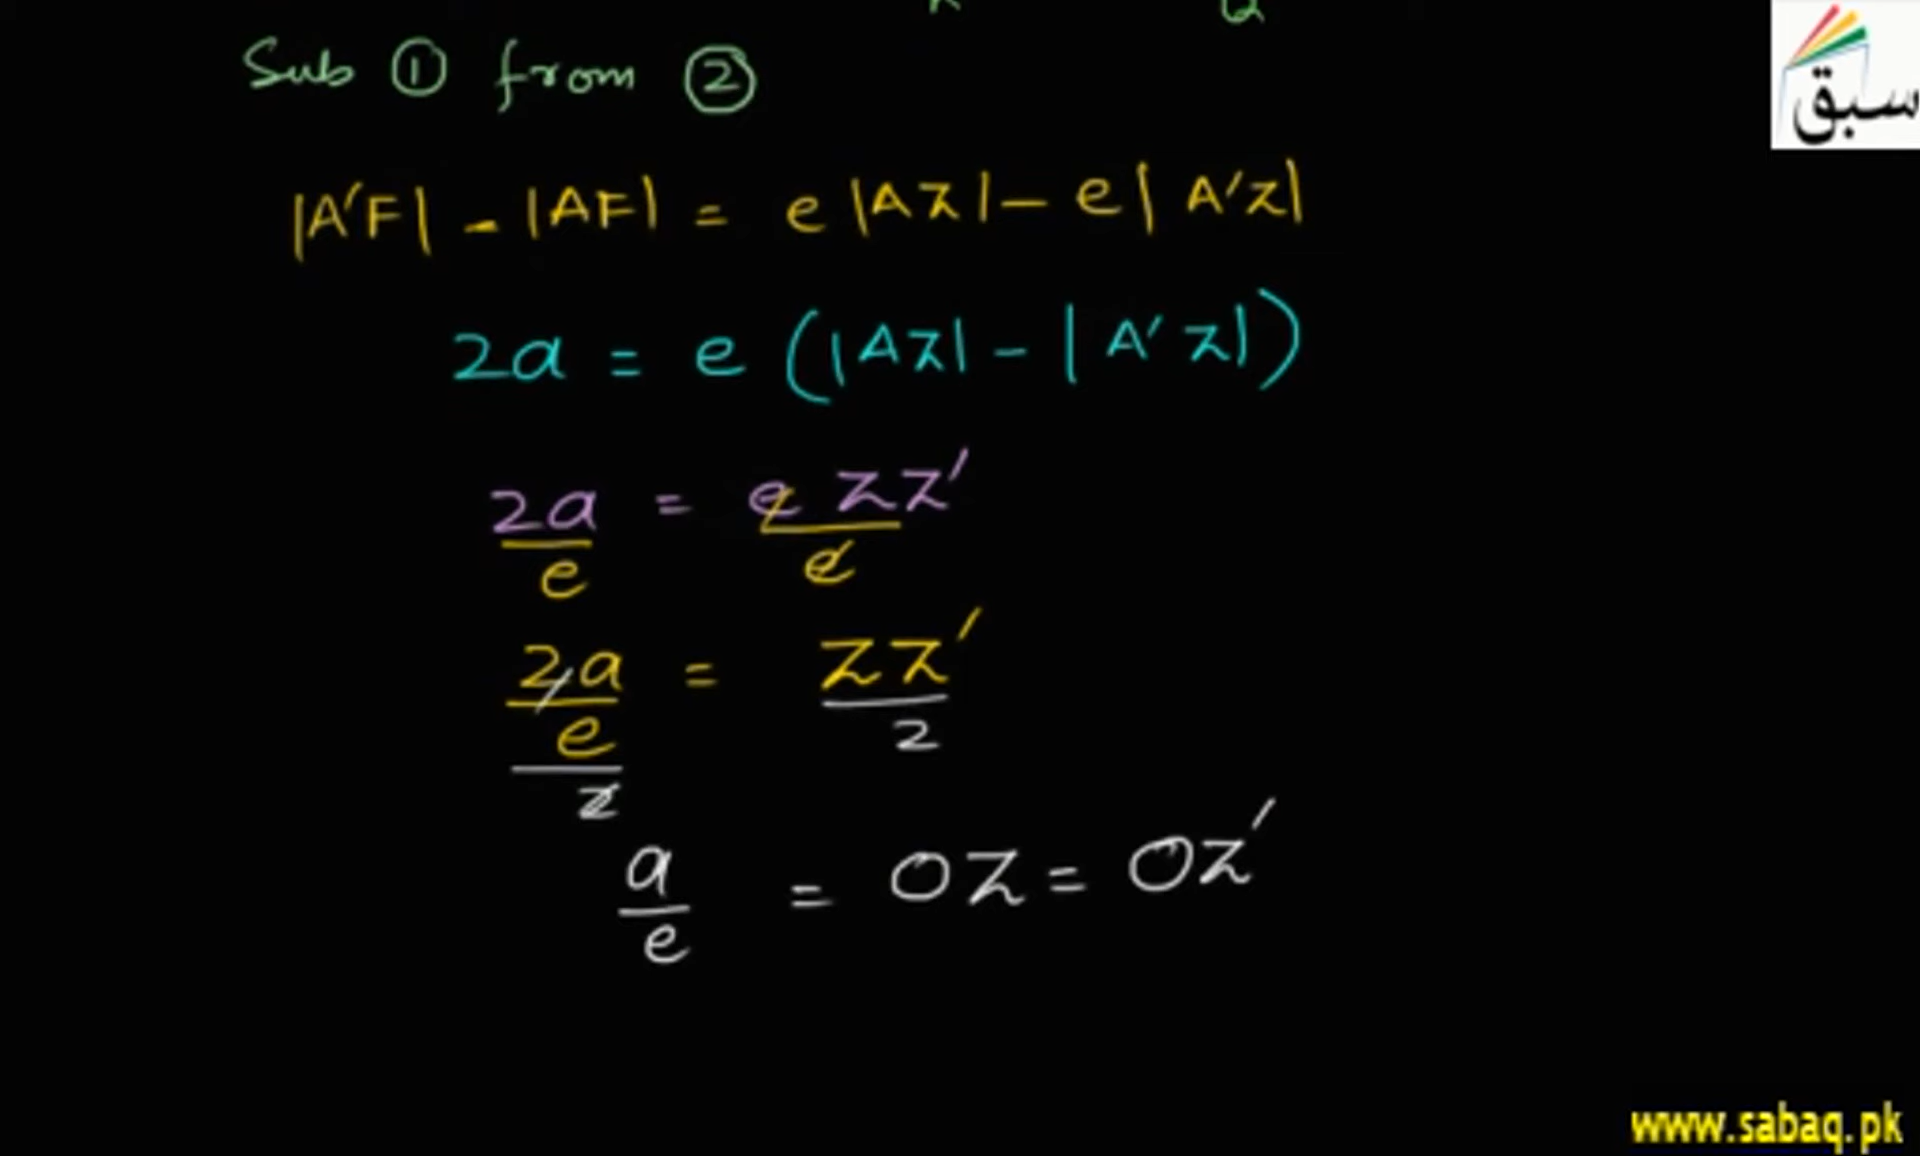 Sub ① from ②
سبق
|A'F| - |AF| = e |AZ| - e | A'Z|
2a = e (|AZ| - | A' Z|)
2a/e = e ZZ'/e
2a/e/2 = ZZ'/2
a/e = OZ = OZ'
www.sabaq.pk